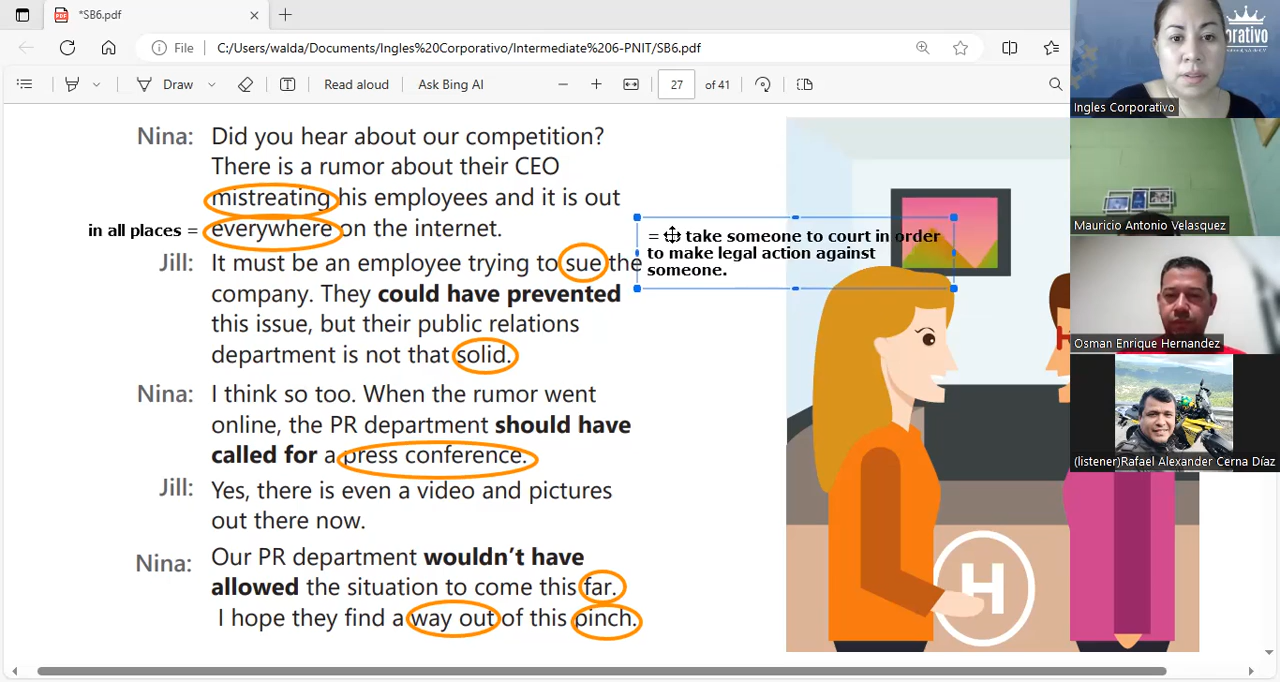 *SB6.pdf
File
C:/Users/walda/Documents/Ingles%20Corporativo/Intermediate%206-PNIT/SB6.pdf
Draw
Read aloud
Ask Bing AI
27
of 41
Nina: Did you hear about our competition?
There is a rumor about their CEO
mistreating his employees and it is out
in all places = everywhere on the internet.
= take someone to court in order
to make legal action against
someone.
Jill: It must be an employee trying to sue the
company. They could have prevented
this issue, but their public relations
department is not that solid.
Nina: I think so too. When the rumor went
online, the PR department should have
called for a press conference.
Jill: Yes, there is even a video and pictures
out there now.
Nina: Our PR department wouldn't have
allowed the situation to come this far.
I hope they find a way out of this pinch.
H
Ingles Corporativo
Mauricio Antonio Velasquez
Osman Enrique Hernandez
(listener)Rafael Alexander Cerna Díaz